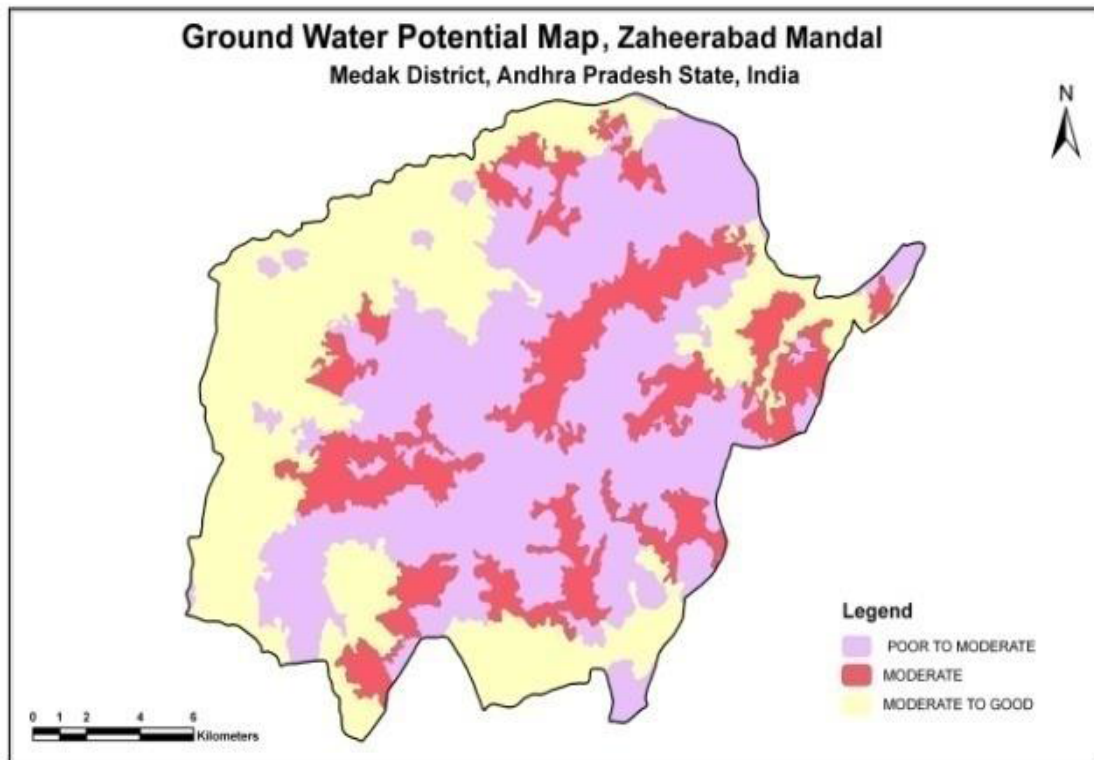 Ground Water Potential Map, Zaheerabad Mandal
Medak District, Andhra Pradesh State, India
N
Legend
POOR TO MODERATE
MODERATE
MODERATE TO GOOD
0 1 2 4 6
Kilometers